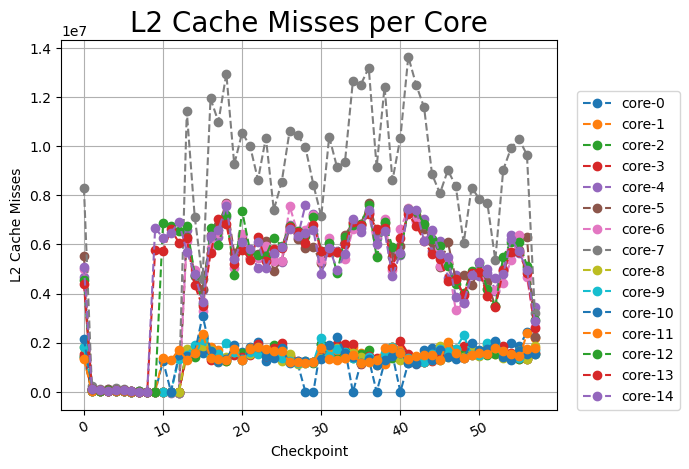 L2 Cache Misses per Core
1e7
1.4
1.2
1.0
0.8
0.6
0.4
0.2
0.0
L2 Cache Misses
0
10
20
30
40
50
Checkpoint
core-0
core-1
core-2
core-3
core-4
core-5
core-6
core-7
core-8
core-9
core-10
core-11
core-12
core-13
core-14